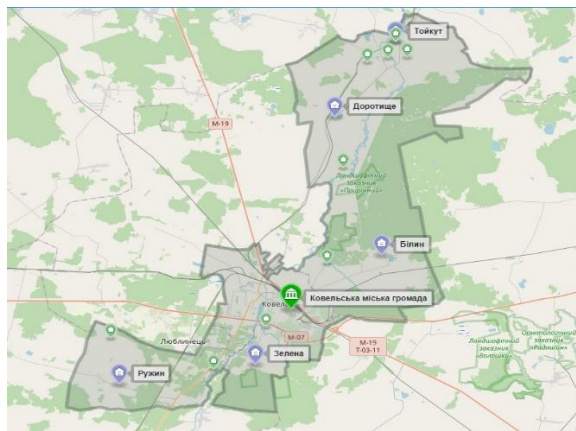 Тойкут
Доротище
М-19
Ландшафтний
заказник
«Притурія»
Білин
Ковельська міська громада
Ковель
М-07
М-19
Т-03-11
Люблинець
Зелена
Ружин
Ландшафтний
заказник
«Волошки»
Орнітологічний
заказник
«Радошин»